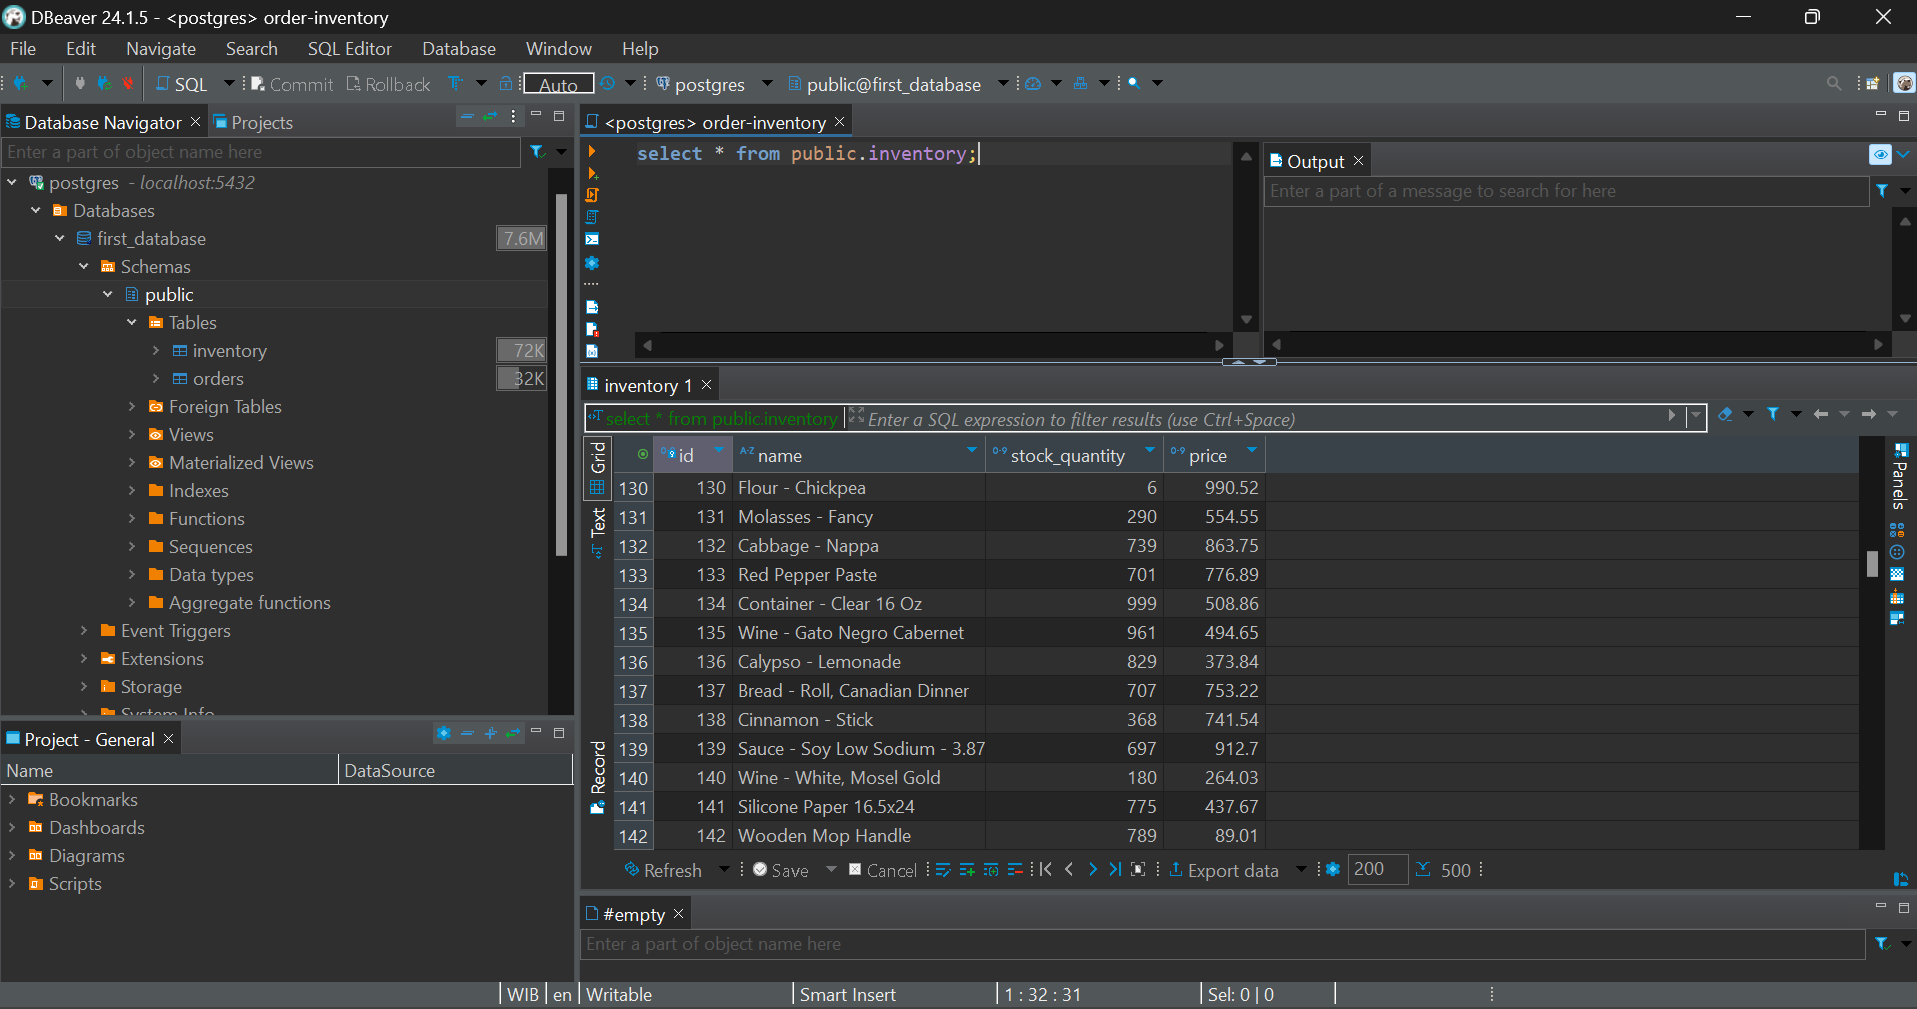 DBeaver 24.1.5 - <postgres> order-inventory
File Edit Navigate Search SQL Editor Database Window Help
SQL Commit Rollback Auto postgres public@first_database
Database Navigator Projects
Enter a part of object name here
postgres - localhost:5432
Databases
first_database 7.6M
Schemas
public
Tables
inventory 72K
orders 32K
Foreign Tables
Views
Materialized Views
Indexes
Functions
Sequences
Data types
Aggregate functions
Event Triggers
Extensions
Storage
System Info
Project - General
Name DataSource
Bookmarks
Dashboards
Diagrams
Scripts
<postgres> order-inventory
select * from public.inventory;
Output
Enter a part of a message to search for here
inventory 1
select * from public.inventory Enter a SQL expression to filter results (use Ctrl+Space)
Grid
Text
Record
Panels
id name stock_quantity price
130 130 Flour - Chickpea 6 990.52
131 131 Molasses - Fancy 290 554.55
132 132 Cabbage - Nappa 739 863.75
133 133 Red Pepper Paste 701 776.89
134 134 Container - Clear 16 Oz 999 508.86
135 135 Wine - Gato Negro Cabernet 961 494.65
136 136 Calypso - Lemonade 829 373.84
137 137 Bread - Roll, Canadian Dinner 707 753.22
138 138 Cinnamon - Stick 368 741.54
139 139 Sauce - Soy Low Sodium - 3.87 697 912.7
140 140 Wine - White, Mosel Gold 180 264.03
141 141 Silicone Paper 16.5x24 775 437.67
142 142 Wooden Mop Handle 789 89.01
Refresh Save Cancel Export data 200 500
#empty
Enter a part of object name here
WIB en Writable Smart Insert 1 : 32 : 31 Sel: 0 | 0